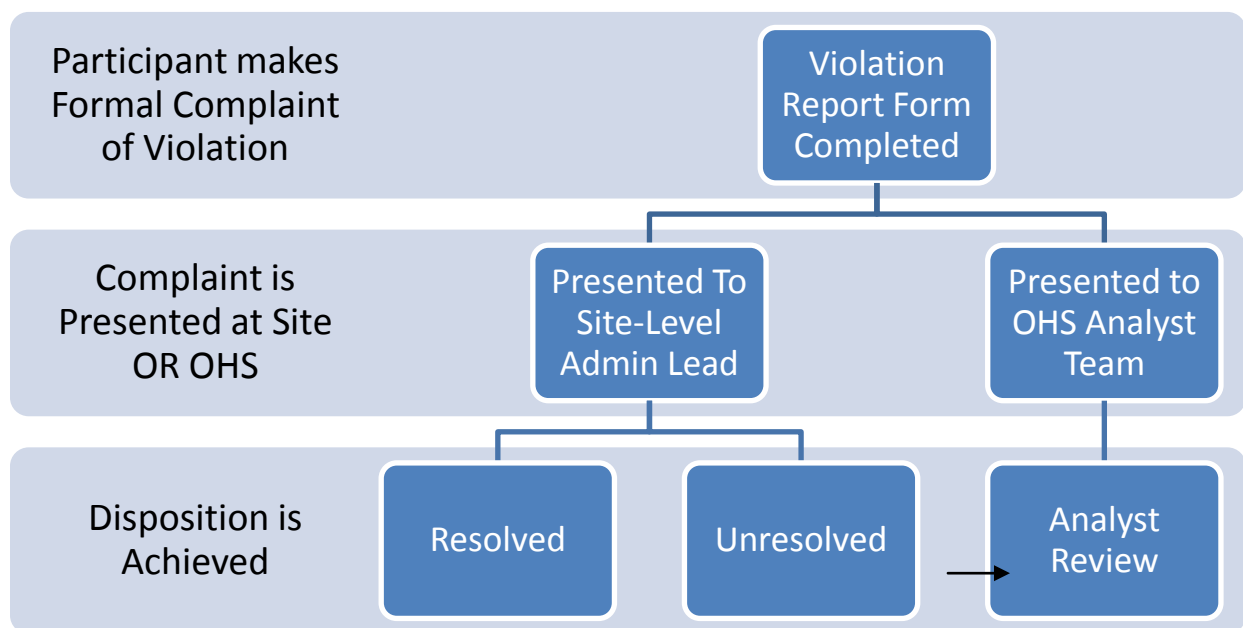 Participant makes
Formal Complaint
of Violation
Violation
Report Form
Completed
Complaint is
Presented at Site
OR OHS
Presented To
Site-Level
Admin Lead
Presented to
OHS Analyst
Team
Disposition is
Achieved
Resolved
Unresolved
Analyst
Review